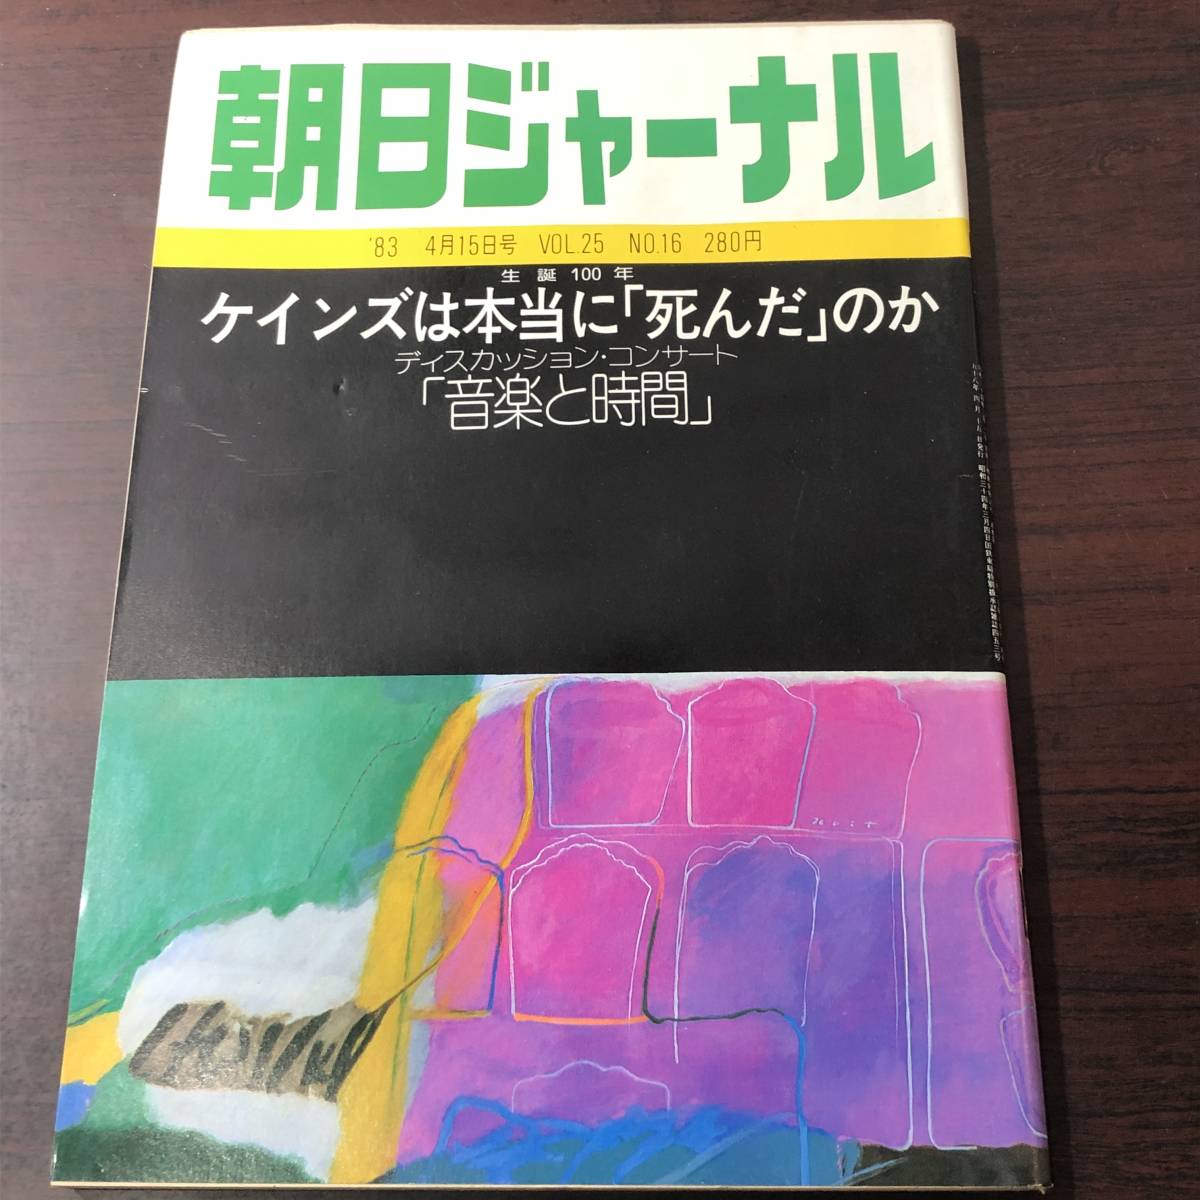 朝日ジャーナル
'83 4月15日号 VOL.25 NO.16 280円
生誕100年
ケインズは本当に「死んだ」のか
ディスカッション・コンサート
「音楽と時間」